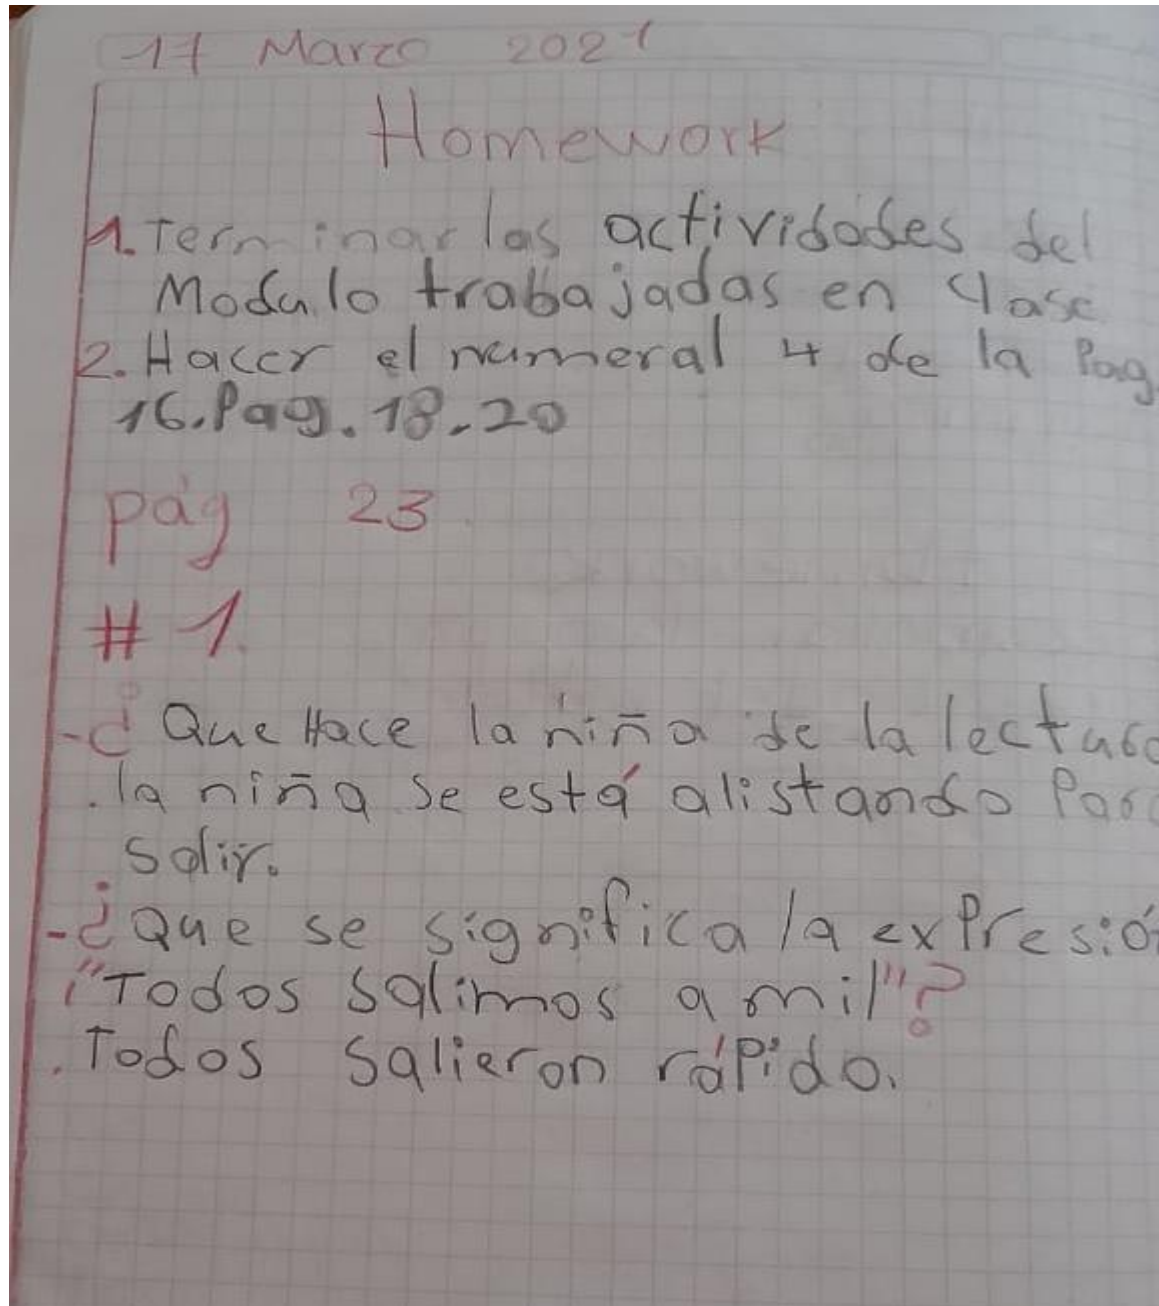 17 Marzo 2021
Homework
1. Terminar las actividades del
Modulo trabajadas en clase
2. Hacer el numeral 4 de la Pag.
16. Pag. 18-20
pág 23
# 1.
-¿ Que Hace la niña de la lectura
. la niña se está alistando Para
salir.
-¿ Que se significa la expresión
¡"Todos salimos a mil"?
. Todos salieron rápido.